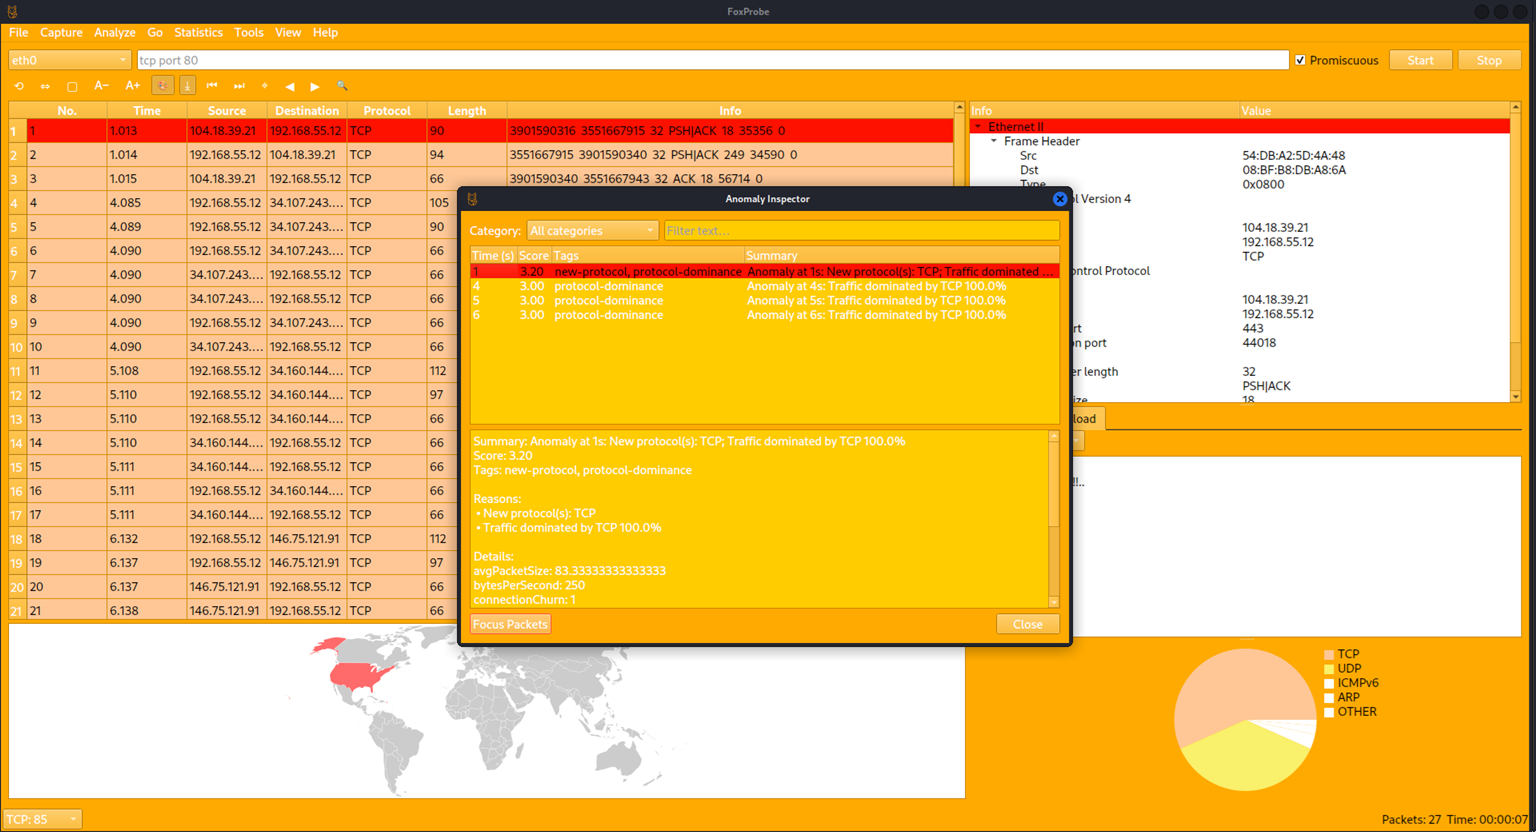 FoxProbe
File Capture Analyze Go Statistics Tools View Help
eth0 tcp port 80 Promiscuous Start Stop
A− A+
No. Time Source Destination Protocol Length Info
1 1 1.013 104.18.39.21 192.168.55.12 TCP 90 3901590316 3551667915 32 PSH|ACK 18 35356 0
2 2 1.014 192.168.55.12 104.18.39.21 TCP 94 3551667915 3901590340 32 PSH|ACK 249 34590 0
3 3 1.015 104.18.39.21 192.168.55.12 TCP 66 3901590340 3551667943 32 ACK 18 56714 0
4 4 4.085 192.168.55.12 34.107.243.... TCP 105
5 5 4.089 192.168.55.12 34.107.243.... TCP 90
6 6 4.090 192.168.55.12 34.107.243.... TCP 66
7 7 4.090 34.107.243.... 192.168.55.12 TCP 66
8 8 4.090 34.107.243.... 192.168.55.12 TCP 66
9 9 4.090 34.107.243.... 192.168.55.12 TCP 66
10 10 4.090 34.107.243.... 192.168.55.12 TCP 66
11 11 5.108 192.168.55.12 34.160.144.... TCP 112
12 12 5.110 192.168.55.12 34.160.144.... TCP 97
13 13 5.110 192.168.55.12 34.160.144.... TCP 66
14 14 5.110 34.160.144.... 192.168.55.12 TCP 66
15 15 5.111 34.160.144.... 192.168.55.12 TCP 66
16 16 5.111 192.168.55.12 34.160.144.... TCP 66
17 17 5.111 34.160.144.... 192.168.55.12 TCP 66
18 18 6.132 192.168.55.12 146.75.121.91 TCP 112
19 19 6.137 192.168.55.12 146.75.121.91 TCP 97
20 20 6.137 146.75.121.91 192.168.55.12 TCP 66
21 21 6.138 146.75.121.91 192.168.55.12 TCP 66
Info Value
Ethernet II
Frame Header
Src 54:DB:A2:5D:4A:48
Dst 08:BF:B8:DB:A8:6A
Type 0x0800
l Version 4
104.18.39.21
192.168.55.12
TCP
ontrol Protocol
104.18.39.21
192.168.55.12
rt 443
on port 44018
er length 32
PSH|ACK
ize 18
load
!!..
Anomaly Inspector
Category: All categories Filter text...
Time (s) Score Tags Summary
1 3.20 new-protocol, protocol-dominance Anomaly at 1s: New protocol(s): TCP; Traffic dominated ...
4 3.00 protocol-dominance Anomaly at 4s: Traffic dominated by TCP 100.0%
5 3.00 protocol-dominance Anomaly at 5s: Traffic dominated by TCP 100.0%
6 3.00 protocol-dominance Anomaly at 6s: Traffic dominated by TCP 100.0%
Summary: Anomaly at 1s: New protocol(s): TCP; Traffic dominated by TCP 100.0%
Score: 3.20
Tags: new-protocol, protocol-dominance
Reasons:
• New protocol(s): TCP
• Traffic dominated by TCP 100.0%
Details:
avgPacketSize: 83.33333333333333
bytesPerSecond: 250
connectionChurn: 1
Focus Packets Close
TCP
UDP
ICMPv6
ARP
OTHER
TCP: 85 Packets: 27 Time: 00:00:07